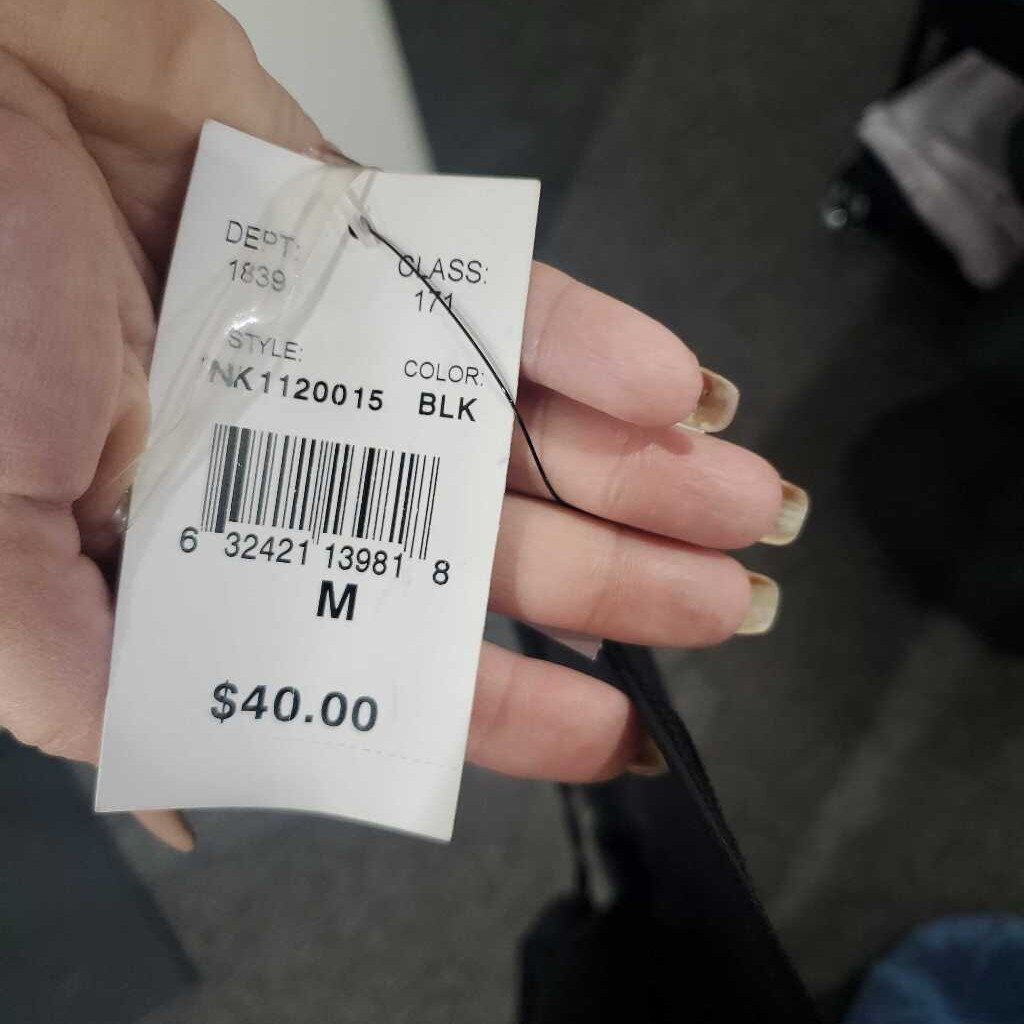 DEPT:
1839
CLASS:
171
STYLE:
NK1120015
COLOR:
BLK
6 32421 13981 8
M
$40.00